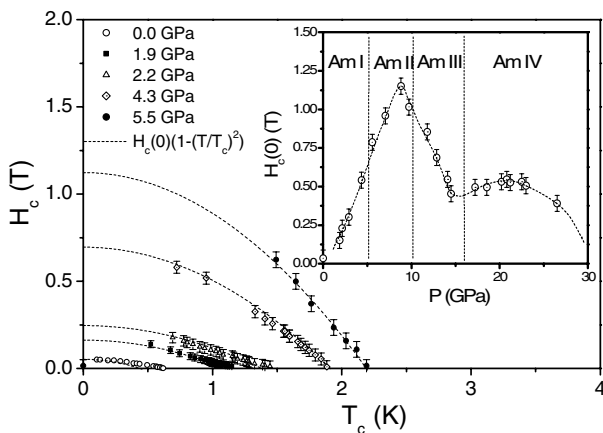 2.0
1.5
1.0
0.5
0.0
H_c (T)
0.0 GPa
1.9 GPa
2.2 GPa
4.3 GPa
5.5 GPa
H_c(0)(1-(T/T_c)^2)
0
1
2
3
4
T_c (K)
1.50
1.25
1.00
0.75
0.50
0.25
0.00
H_c(0) (T)
Am I Am II Am III Am IV
0 10 20 30
P (GPa)